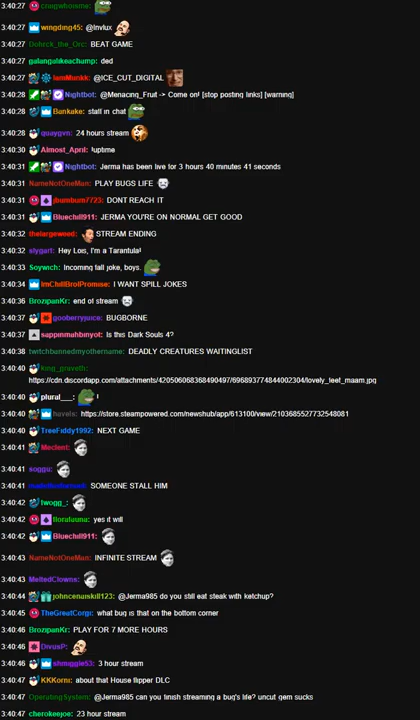 3:40:27 craigwhoisme:
3:40:27 wingding45: @Invlux
3:40:27 Dohrck_the_Orc: BEAT GAME
3:40:27 galangalikeachump: ded
3:40:27 IamMunkk: @ICE_CUT_DIGITAL
3:40:28 Nightbot: @Menacing_Fruit -> Come on! [stop posting links] [warning]
3:40:28 Bankake: stall in chat
3:40:28 quaygvn: 24 hours stream
3:40:30 Almost_April: !uptime
3:40:31 Nightbot: Jerma has been live for 3 hours 40 minutes 41 seconds
3:40:31 NameNotOneMan: PLAY BUGS LIFE
3:40:31 jbumbum7723: DONT REACH IT
3:40:31 Bluechill911: JERMA YOU'RE ON NORMAL GET GOOD
3:40:32 thelurgeweed: STREAM ENDING
3:40:32 slygart: Hey Lois, I'm a Tarantula!
3:40:33 Soywich: Incoming fall joke, boys.
3:40:34 ImChillBroIPromise: I WANT SPILL JOKES
3:40:36 BrozipanKr: end of stream
3:40:37 gooberryjuice: BUGBORNE
3:40:37 sappinmahbinyot: Is this Dark Souls 4?
3:40:38 twitchbunnedmyothername: DEADLY CREATURES WAITINGLIST
3:40:40 king_graveth:
https://cdn.discordapp.com/attachments/420506068368490497/696893774844002304/lovely_leel_maam.jpg
3:40:40 plural___: !
3:40:40 huvels: https://store.steampowered.com/newshub/app/613100/view/2103685527732548081
3:40:40 TreeFiddy1992: NEXT GAME
3:40:41 Meclient:
3:40:41 soggu:
3:40:41 SOMEONE STALL HIM
3:40:42 twogg_:
3:40:42 floralauna: yes it will
3:40:42 Bluechill911:
3:40:43 NameNotOneMan: INFINITE STREAM
3:40:43 MeltedClowns:
3:40:44 johncenaiskill123: @Jerma985 do you still eat steak with ketchup?
3:40:45 TheGreatCorgi: what bug is that on the bottom corner
3:40:46 BrozipanKr: PLAY FOR 7 MORE HOURS
3:40:46 DivusP:
3:40:46 shmiggie53: 3 hour stream
3:40:47 KKKorni: about that House flipper DLC
3:40:47 OperatingSystem: @Jerma985 can you finish streaming a bug's life? uncut gem sucks
3:40:47 cherokeejoe: 23 hour stream